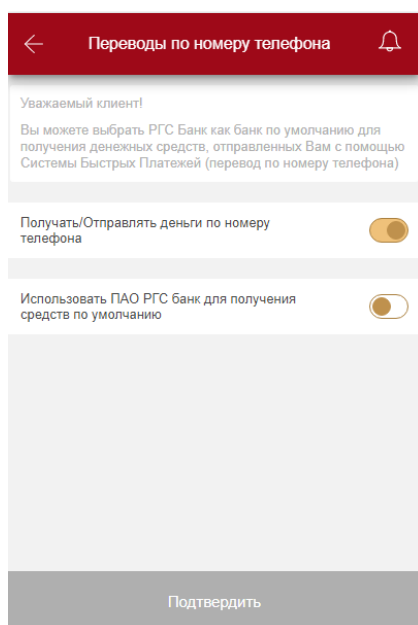 Переводы по номеру телефона
Уважаемый клиент!
Вы можете выбрать РГС Банк как банк по умолчанию для
получения денежных средств, отправленных Вам с помощью
Системы Быстрых Платежей (перевод по номеру телефона)
Получать/Отправлять деньги по номеру
телефона
Использовать ПАО РГС банк для получения
средств по умолчанию
Подтвердить